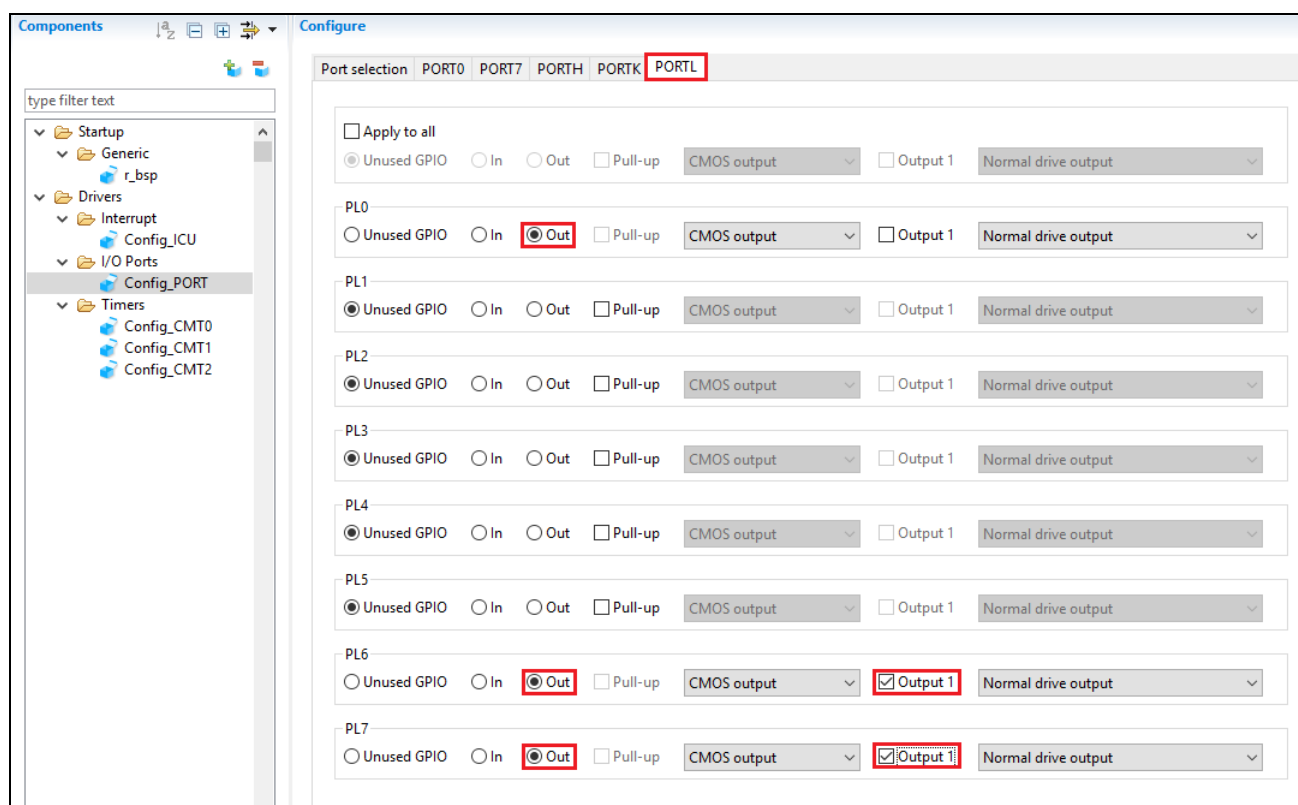 Components
Configure
Port selection PORT0 PORT7 PORTH PORTK PORTL
type filter text
Startup
Generic
r_bsp
Drivers
Interrupt
Config_ICU
I/O Ports
Config_PORT
Timers
Config_CMT0
Config_CMT1
Config_CMT2
Apply to all
Unused GPIO In Out Pull-up CMOS output Output 1 Normal drive output
PL0
Unused GPIO In Out Pull-up CMOS output Output 1 Normal drive output
PL1
Unused GPIO In Out Pull-up CMOS output Output 1 Normal drive output
PL2
Unused GPIO In Out Pull-up CMOS output Output 1 Normal drive output
PL3
Unused GPIO In Out Pull-up CMOS output Output 1 Normal drive output
PL4
Unused GPIO In Out Pull-up CMOS output Output 1 Normal drive output
PL5
Unused GPIO In Out Pull-up CMOS output Output 1 Normal drive output
PL6
Unused GPIO In Out Pull-up CMOS output Output 1 Normal drive output
PL7
Unused GPIO In Out Pull-up CMOS output Output 1 Normal drive output